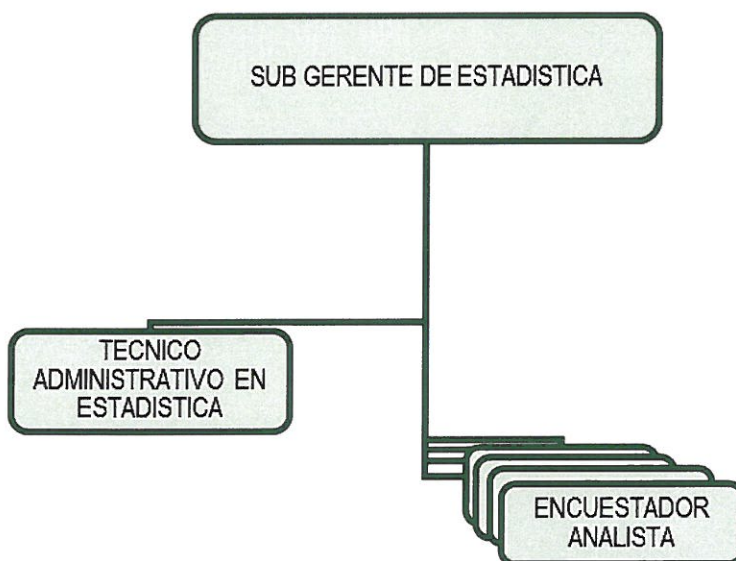 SUB GERENTE DE ESTADISTICA
TECNICO
ADMINISTRATIVO EN
ESTADISTICA
ENCUESTADOR
ANALISTA